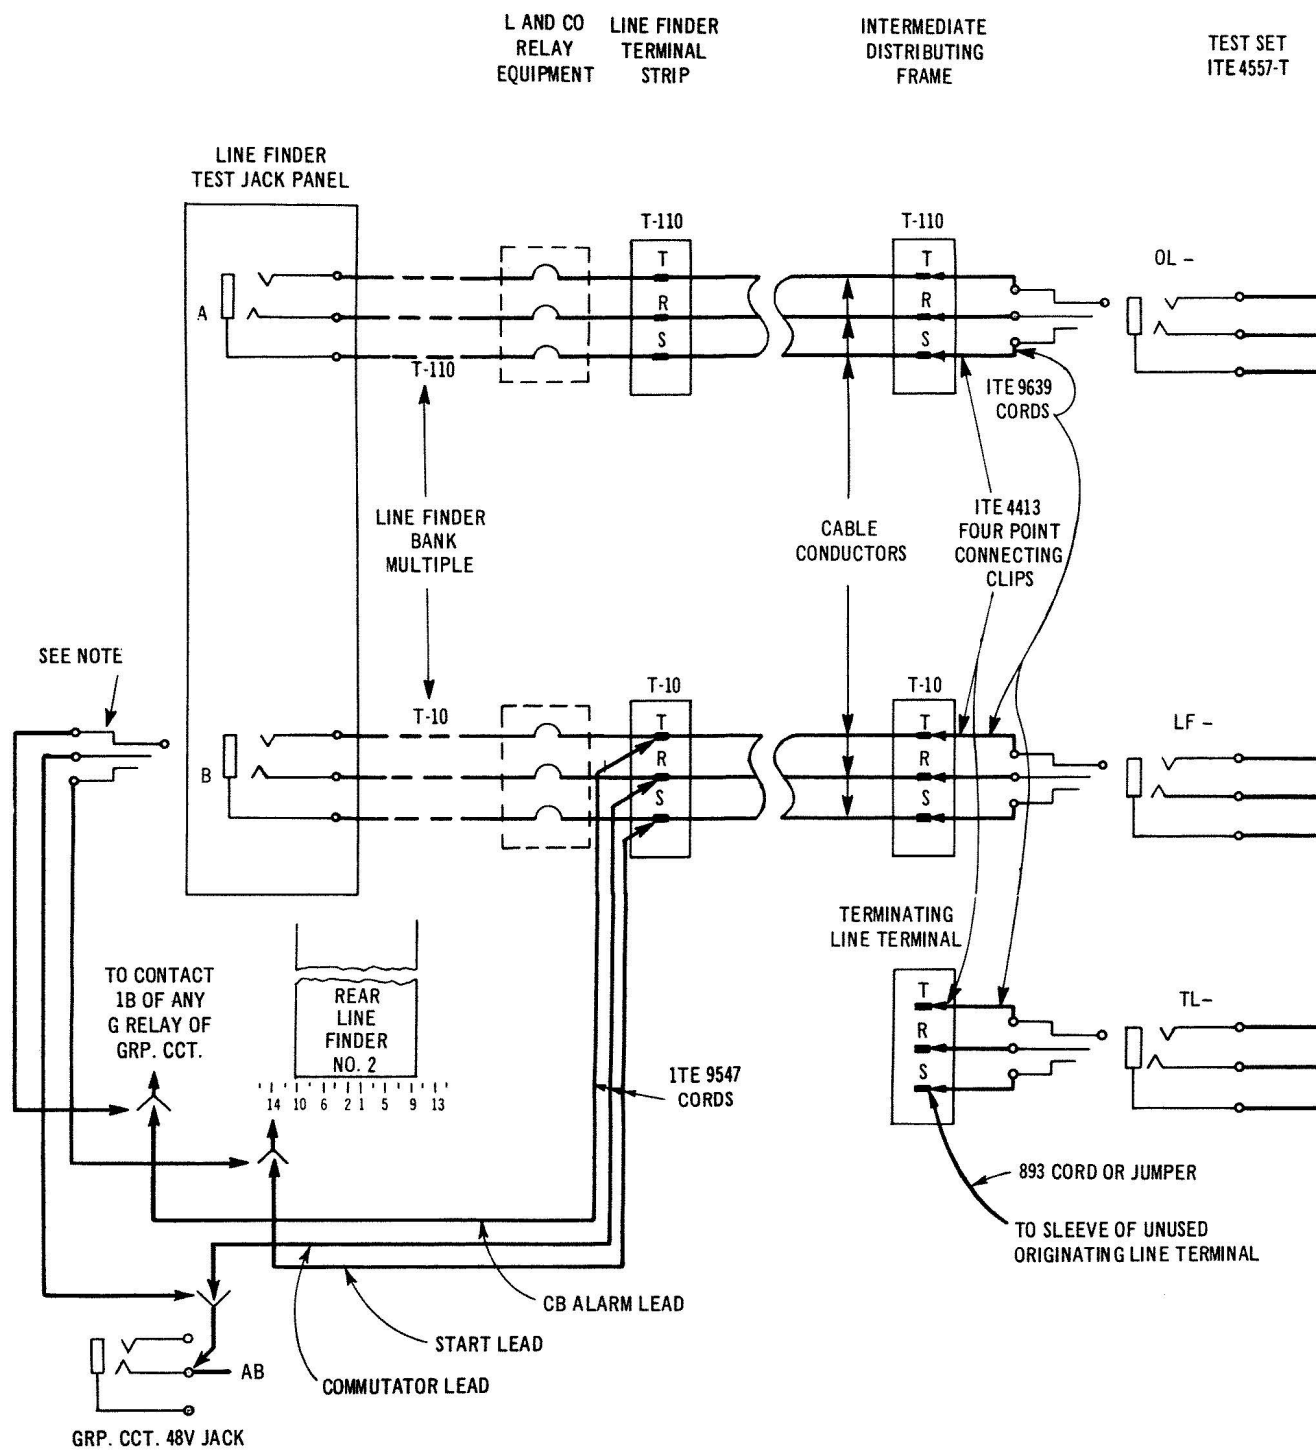 L AND CO
RELAY
EQUIPMENT
LINE FINDER
TERMINAL
STRIP
INTERMEDIATE
DISTRIBUTING
FRAME
TEST SET
ITE 4557-T
LINE FINDER
TEST JACK PANEL
T-110
T-110
A
T
R
S
T
R
S
OL -
T-110
ITE 9639
CORDS
LINE FINDER
BANK
MULTIPLE
CABLE
CONDUCTORS
ITE 4413
FOUR POINT
CONNECTING
CLIPS
SEE NOTE
T-10
T-10
T-10
B
T
R
S
T
R
S
LF -
TERMINATING
LINE TERMINAL
TO CONTACT
1B OF ANY
G RELAY OF
GRP. CCT.
REAR
LINE
FINDER
NO. 2
14 10 6 2 1 5 9 13
1TE 9547
CORDS
T
R
S
TL-
893 CORD OR JUMPER
TO SLEEVE OF UNUSED
ORIGINATING LINE TERMINAL
CB ALARM LEAD
START LEAD
COMMUTATOR LEAD
AB
GRP. CCT. 48V JACK